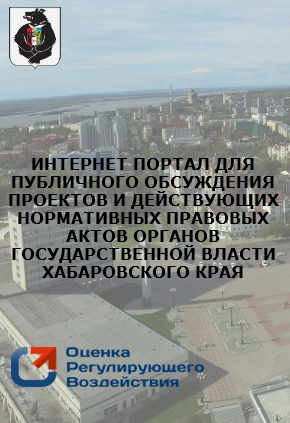 ИНТЕРНЕТ ПОРТАЛ ДЛЯ
ПУБЛИЧНОГО ОБСУЖДЕНИЯ
ПРОЕКТОВ И ДЕЙСТВУЮЩИХ
НОРМАТИВНЫХ ПРАВОВЫХ
АКТОВ ОРГАНОВ
ГОСУДАРСТВЕННОЙ ВЛАСТИ
ХАБАРОВСКОГО КРАЯ
Оценка
Регулирующего
Воздействия